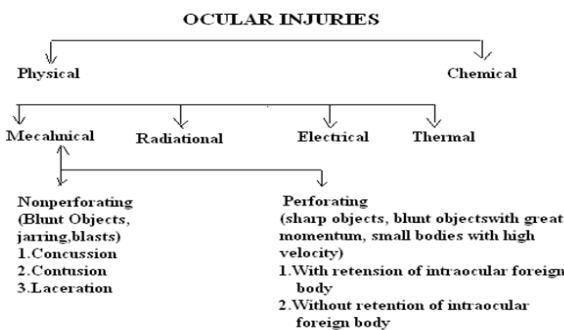 OCULAR INJURIES
Physical
Chemical
Mecahnical
Radiational
Electrical
Thermal
Nonperforating
(Blunt Objects,
jarring,blasts)
1.Concussion
2.Contusion
3.Laceration
Perforating
(sharp objects, blunt objectswith great
momentum, small bodies with high
velocity)
1.With retension of intraocular foreign
body
2.Without retention of intraocular
foreign body